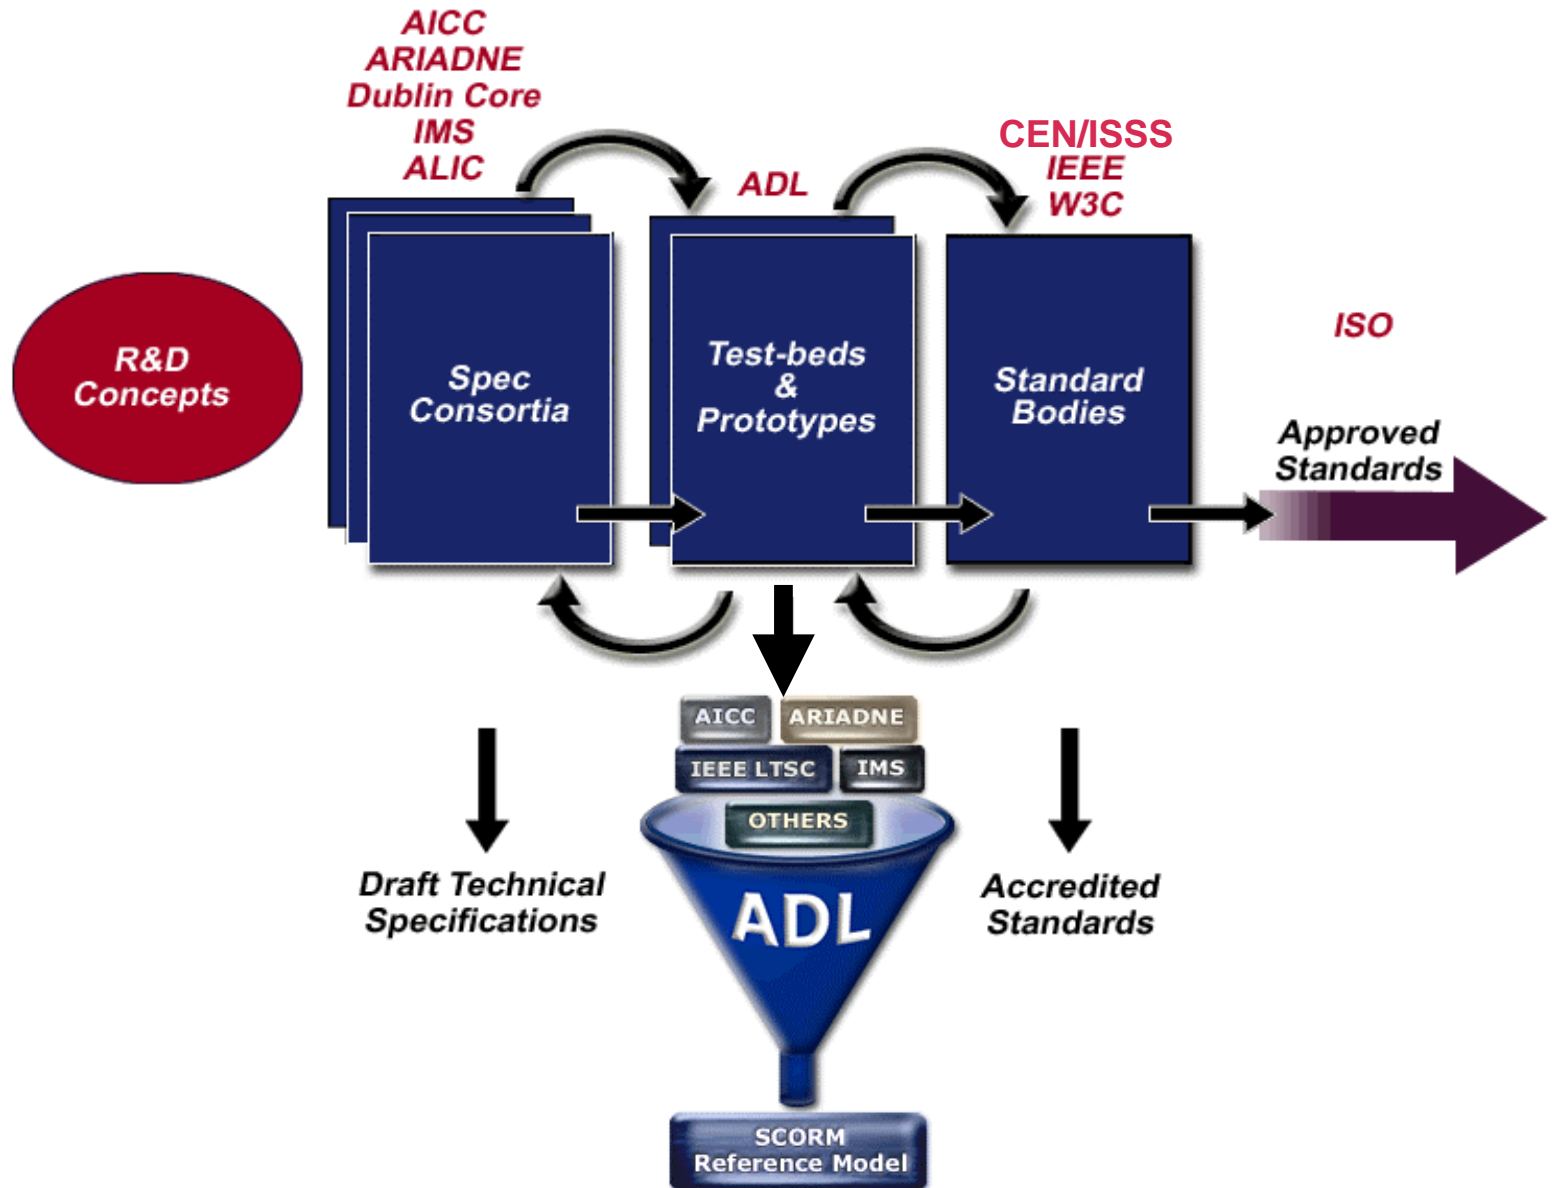 AICC
ARIADNE
Dublin Core
IMS
ALIC
ADL
CEN/ISSS
IEEE
W3C
ISO
R&D
Concepts
Spec
Consortia
Test-beds
&
Prototypes
Standard
Bodies
Approved
Standards
AICC
ARIADNE
IEEE LTSC
IMS
OTHERS
ADL
Draft Technical
Specifications
Accredited
Standards
SCORM
Reference Model